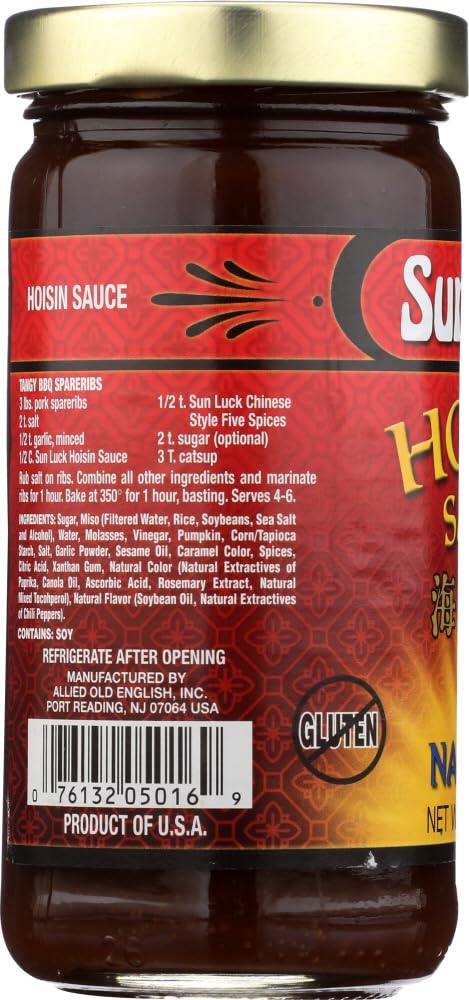 HOISIN SAUCE
TANGY BBQ SPARERIBS
3 lbs. pork spareribs
2 t. salt
1/2 t. garlic, minced
1/2 C. Sun Luck Hoisin Sauce
1/2 t. Sun Luck Chinese
Style Five Spices
2 t. sugar (optional)
3 T. catsup
Rub salt on ribs. Combine all other ingredients and marinate
ribs for 1 hour. Bake at 350° for 1 hour, basting. Serves 4-6.
INGREDIENTS: Sugar, Miso (Filtered Water, Rice, Soybeans, Sea Salt
and Alcohol), Water, Molasses, Vinegar, Pumpkin, Corn/Tapioca
Starch, Salt, Garlic Powder, Sesame Oil, Caramel Color, Spices,
Citric Acid, Xanthan Gum, Natural Color (Natural Extractives of
Paprika, Canola Oil, Ascorbic Acid, Rosemary Extract, Natural
Mixed Tocohperol), Natural Flavor (Soybean Oil, Natural Extractives
of Chili Peppers).
CONTAINS: SOY
REFRIGERATE AFTER OPENING
MANUFACTURED BY
ALLIED OLD ENGLISH, INC.
PORT READING, NJ 07064 USA
0 76132 05016 9
PRODUCT OF U.S.A.
GLUTEN
Sun
HO
S
海
NA
NET W